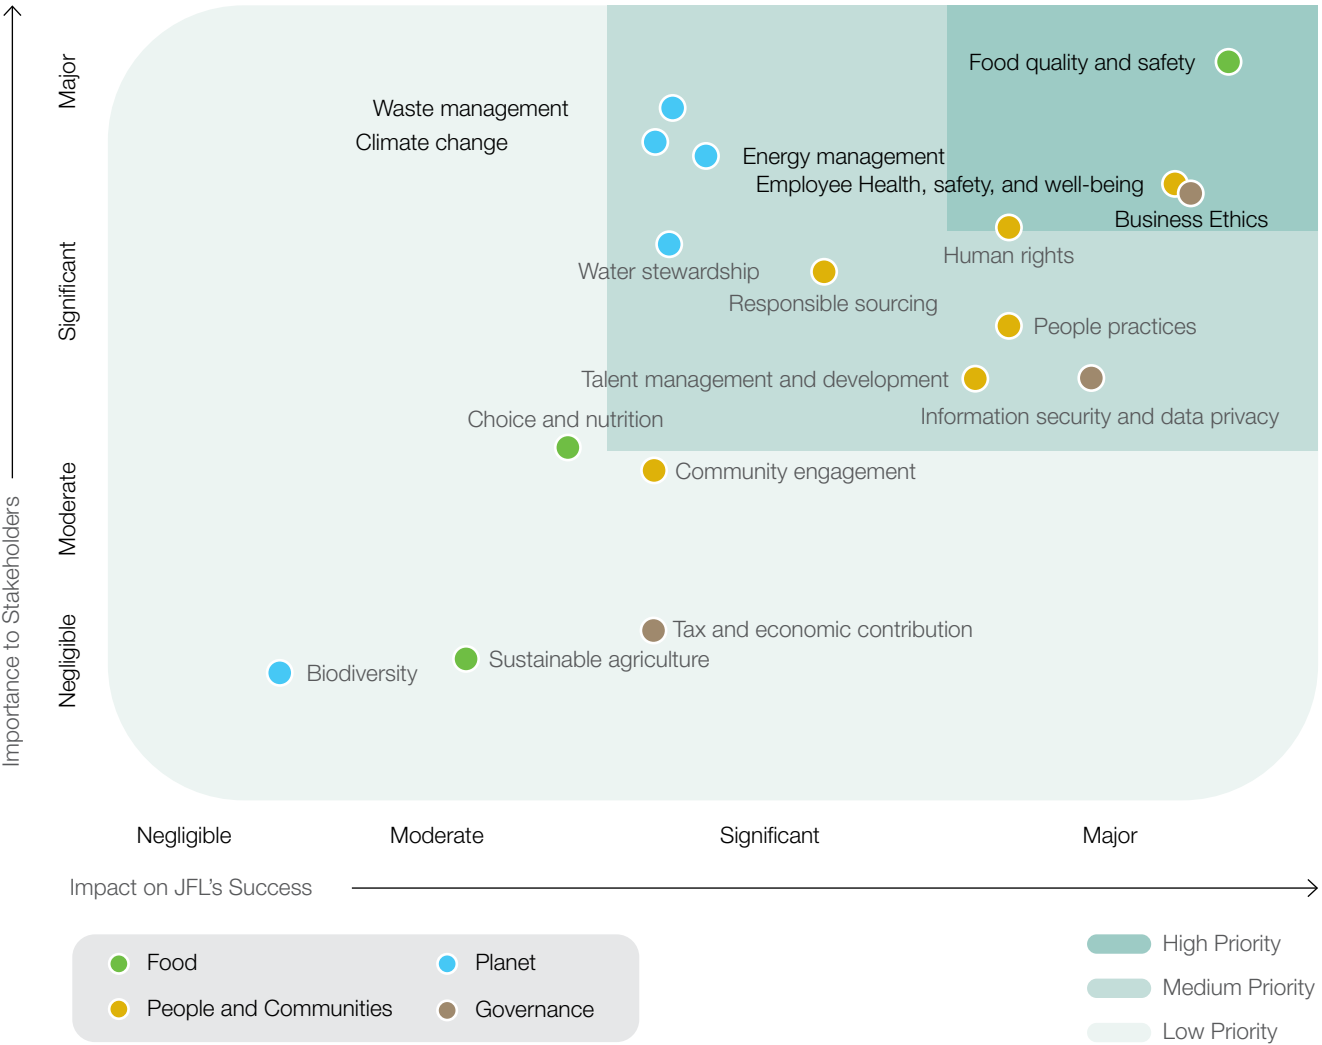 Importance to Stakeholders
Major
Significant
Moderate
Negligible
Food quality and safety
Waste management
Climate change
Energy management
Employee Health, safety, and well-being
Business Ethics
Human rights
Water stewardship
Responsible sourcing
People practices
Talent management and development
Information security and data privacy
Choice and nutrition
Community engagement
Tax and economic contribution
Sustainable agriculture
Biodiversity
Negligible
Moderate
Significant
Major
Impact on JFL’s Success
Food
Planet
People and Communities
Governance
High Priority
Medium Priority
Low Priority